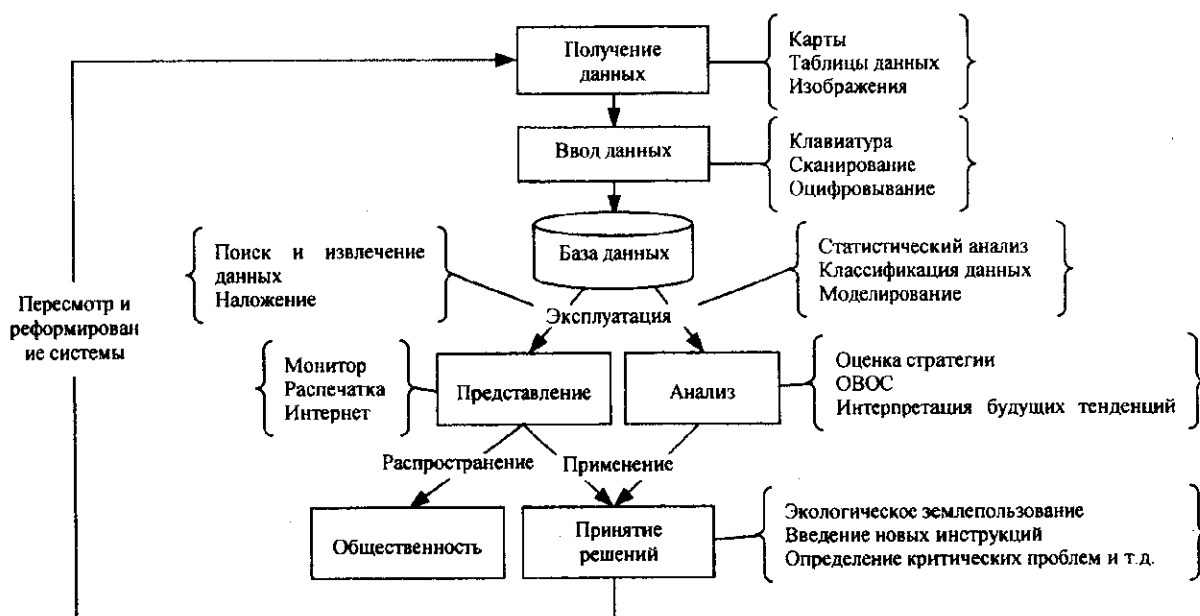 Получение
данных
Карты
Таблицы данных
Изображения
Ввод данных
Клавиатура
Сканирование
Оцифровывание
База данных
Поиск и извлечение
данных
Наложение
Статистический анализ
Классификация данных
Моделирование
Пересмотр и
реформирован
ие системы
Эксплуатация
Монитор
Распечатка
Интернет
Представление
Анализ
Оценка стратегии
ОВОС
Интерпретация будущих тенденций
Распространение
Применение
Общественность
Принятие
решений
Экологическое землепользование
Введение новых инструкций
Определение критических проблем и т.д.